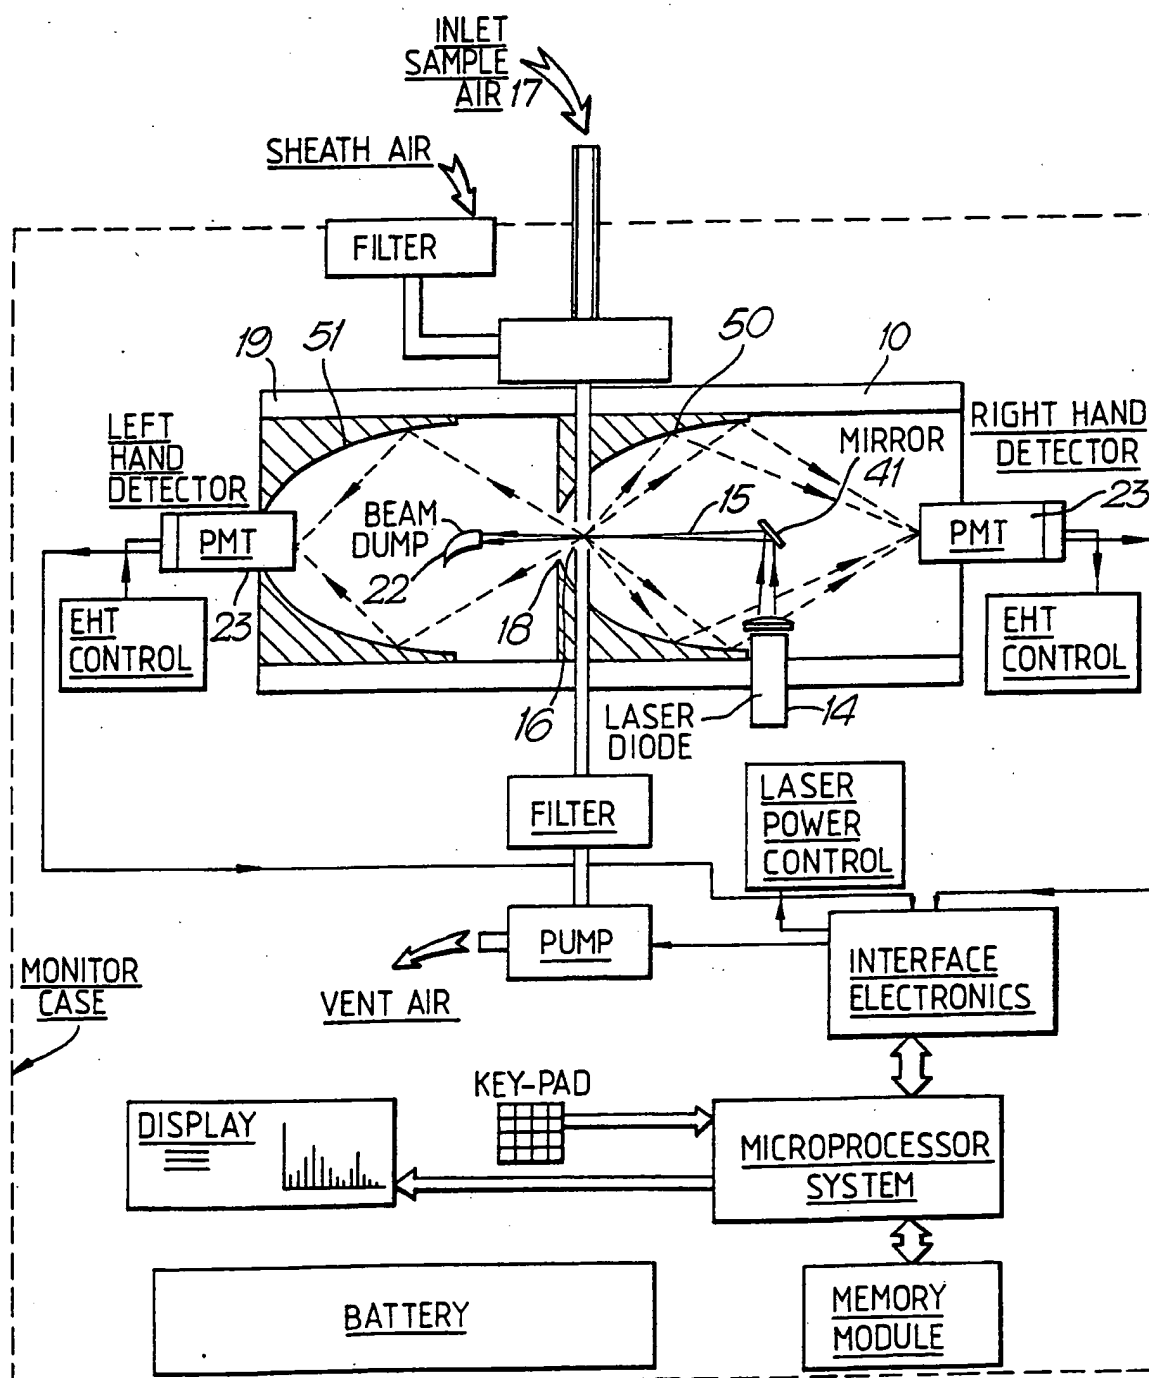 INLET
SAMPLE
AIR 17
SHEATH AIR
FILTER
19
51
50
10
LEFT
HAND
DETECTOR
RIGHT HAND
DETECTOR
MIRROR
41
15
23
BEAM
DUMP
22
PMT
PMT
18
23
EHT
CONTROL
EHT
CONTROL
16
LASER
DIODE
14
FILTER
LASER
POWER
CONTROL
PUMP
VENT AIR
INTERFACE
ELECTRONICS
MONITOR
CASE
KEY-PAD
DISPLAY
MICROPROCESSOR
SYSTEM
BATTERY
MEMORY
MODULE